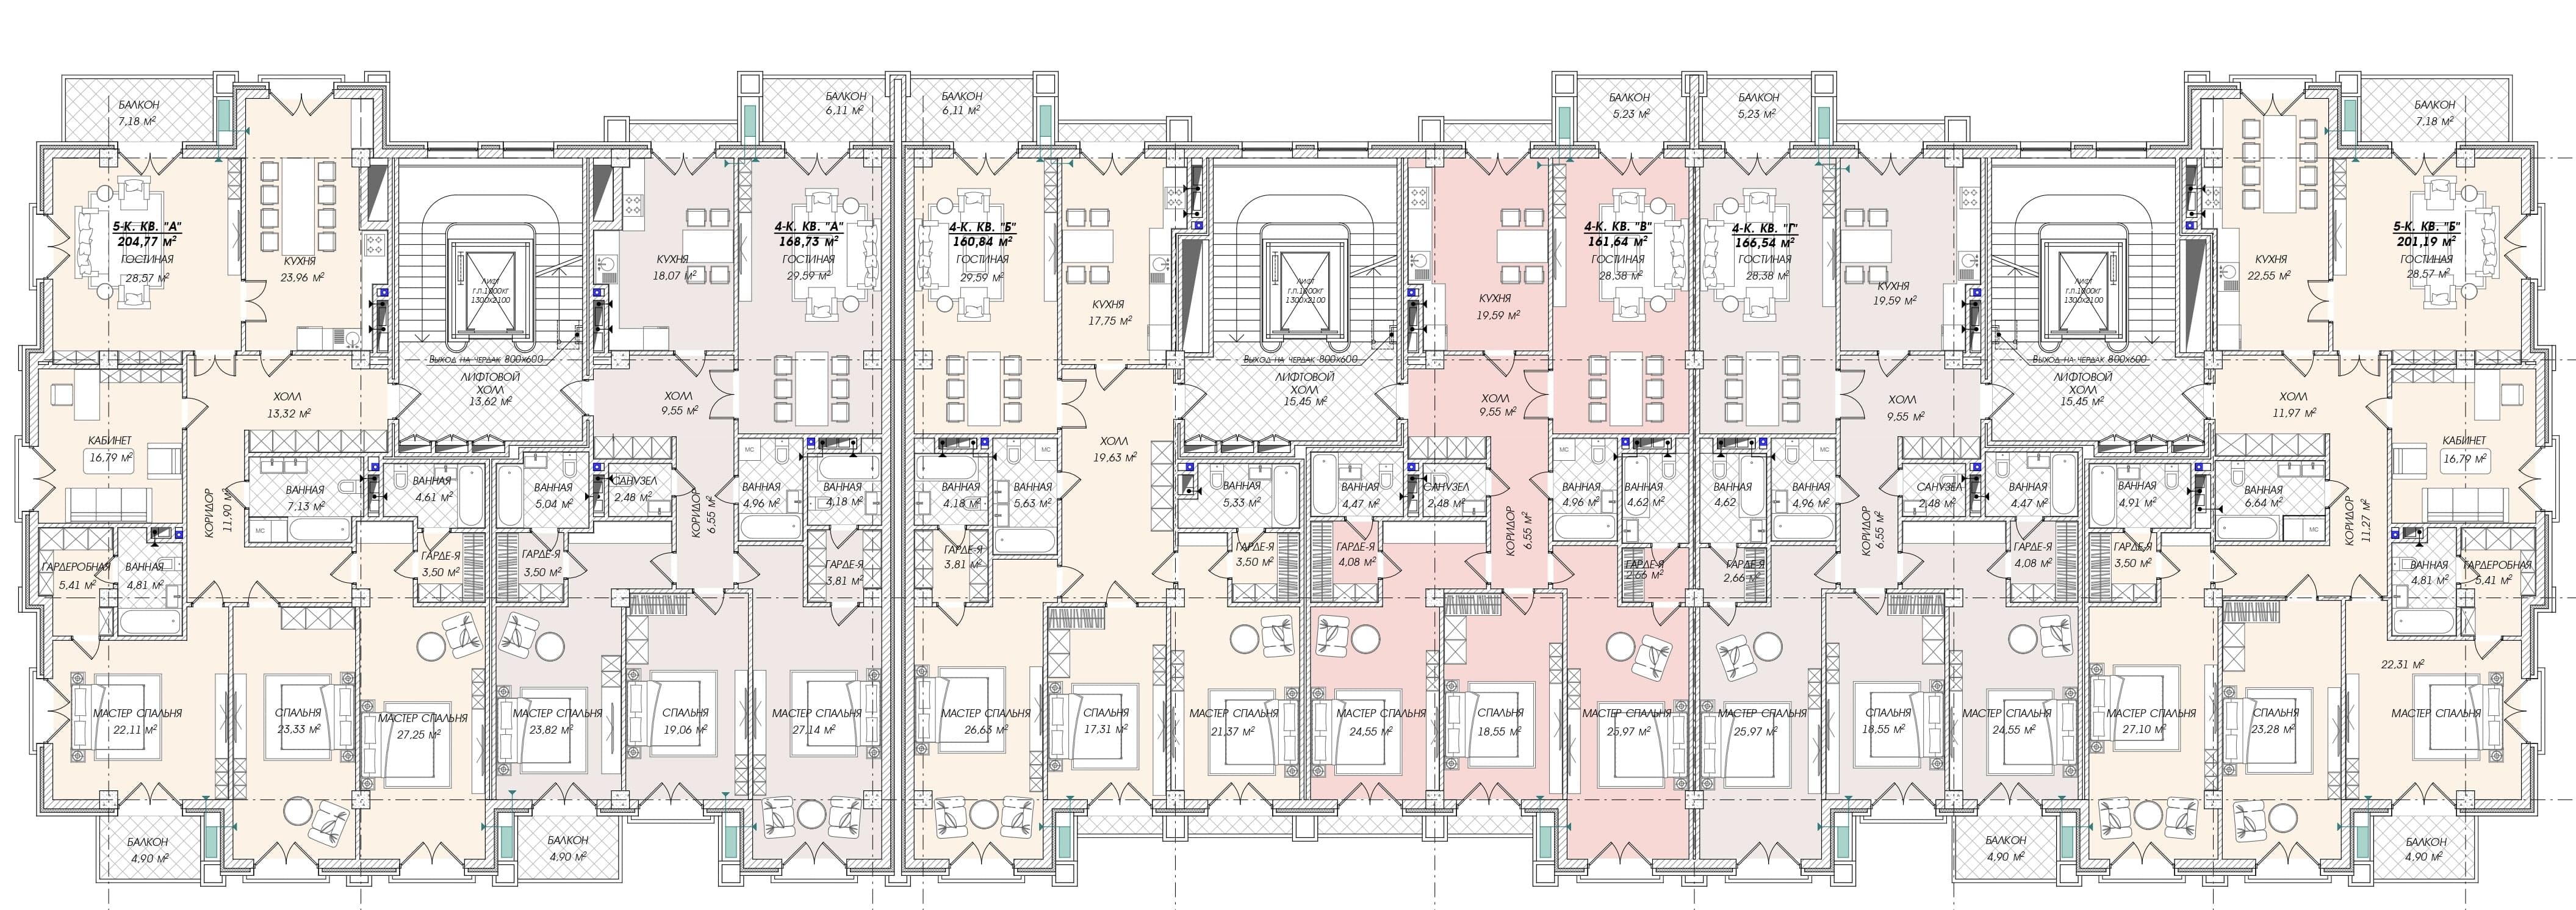 БАЛКОН
7,18 м²
5-К. КВ. "А"
204,77 м²
ГОСТИНАЯ
28,57 м²
КУХНЯ
23,96 м²
КАБИНЕТ
16,79 м²
ХОЛЛ
13,32 м²
КОРИДОР
11,90 м²
ВАННАЯ
7,13 м²
ВАННАЯ
4,61 м²
МС
ГАРДЕРОБНАЯ
5,41 м²
ВАННАЯ
4,81 м²
ГАРДЕ-Я
3,50 м²
МАСТЕР СПАЛЬНЯ
22,11 м²
СПАЛЬНЯ
23,33 м²
МАСТЕР СПАЛЬНЯ
27,25 м²
БАЛКОН
4,90 м²
ЛИФТ
г.п.1000кг
1300х2100
Выход на чердак 800х600
ЛИФТОВОЙ
ХОЛЛ
13,62 м²
БАЛКОН
6,11 м²
4-К. КВ. "А"
168,73 м²
ГОСТИНАЯ
29,59 м²
КУХНЯ
18,07 м²
ХОЛЛ
9,55 м²
ВАННАЯ
5,04 м²
САНУЗЕЛ
2,48 м²
КОРИДОР
6,55 м²
МС
ВАННАЯ
4,96 м²
ВАННАЯ
4,18 м²
ГАРДЕ-Я
3,50 м²
ГАРДЕ-Я
3,81 м²
МАСТЕР СПАЛЬНЯ
23,82 м²
СПАЛЬНЯ
19,06 м²
МАСТЕР СПАЛЬНЯ
27,14 м²
БАЛКОН
4,90 м²
БАЛКОН
6,11 м²
4-К. КВ. "Б"
160,84 м²
ГОСТИНАЯ
29,59 м²
КУХНЯ
17,75 м²
ХОЛЛ
19,63 м²
ВАННАЯ
4,18 м²
МС
ВАННАЯ
5,63 м²
ВАННАЯ
5,33 м²
ГАРДЕ-Я
3,81 м²
ГАРДЕ-Я
3,50 м²
МАСТЕР СПАЛЬНЯ
26,63 м²
СПАЛЬНЯ
17,31 м²
МАСТЕР СПАЛЬНЯ
21,37 м²
ЛИФТ
г.п.1000кг
1300х2100
Выход на чердак 800х600
ЛИФТОВОЙ
ХОЛЛ
15,45 м²
БАЛКОН
5,23 м²
4-К. КВ. "В"
161,64 м²
ГОСТИНАЯ
28,38 м²
КУХНЯ
19,59 м²
ХОЛЛ
9,55 м²
ВАННАЯ
4,47 м²
САНУЗЕЛ
2,48 м²
КОРИДОР
6,55 м²
МС
ВАННАЯ
4,96 м²
ВАННАЯ
4,62 м²
ГАРДЕ-Я
4,08 м²
ГАРДЕ-Я
2,66 м²
МАСТЕР СПАЛЬНЯ
24,55 м²
СПАЛЬНЯ
18,55 м²
МАСТЕР СПАЛЬНЯ
25,97 м²
БАЛКОН
5,23 м²
4-К. КВ. "Г"
166,54 м²
ГОСТИНАЯ
28,38 м²
КУХНЯ
19,59 м²
ХОЛЛ
9,55 м²
ВАННАЯ
4,62
МС
ВАННАЯ
4,96 м²
КОРИДОР
6,55 м²
САНУЗЕЛ
2,48 м²
ВАННАЯ
4,47 м²
ГАРДЕ-Я
2,66 м²
ГАРДЕ-Я
4,08 м²
МАСТЕР СПАЛЬНЯ
25,97 м²
СПАЛЬНЯ
18,55 м²
МАСТЕР СПАЛЬНЯ
24,55 м²
БАЛКОН
4,90 м²
ЛИФТ
г.п.1000кг
1300х2100
Выход на чердак 800х600
ЛИФТОВОЙ
ХОЛЛ
15,45 м²
БАЛКОН
7,18 м²
5-К. КВ. "Б"
201,19 м²
ГОСТИНАЯ
28,57 м²
КУХНЯ
22,55 м²
ХОЛЛ
11,97 м²
КАБИНЕТ
16,79 м²
ВАННАЯ
4,91 м²
ВАННАЯ
6,64 м²
МС
КОРИДОР
11,27 м²
ГАРДЕ-Я
3,50 м²
ВАННАЯ
4,81 м²
ГАРДЕРОБНАЯ
5,41 м²
МАСТЕР СПАЛЬНЯ
27,10 м²
СПАЛЬНЯ
23,28 м²
22,31 м²
МАСТЕР СПАЛЬНЯ
БАЛКОН
4,90 м²